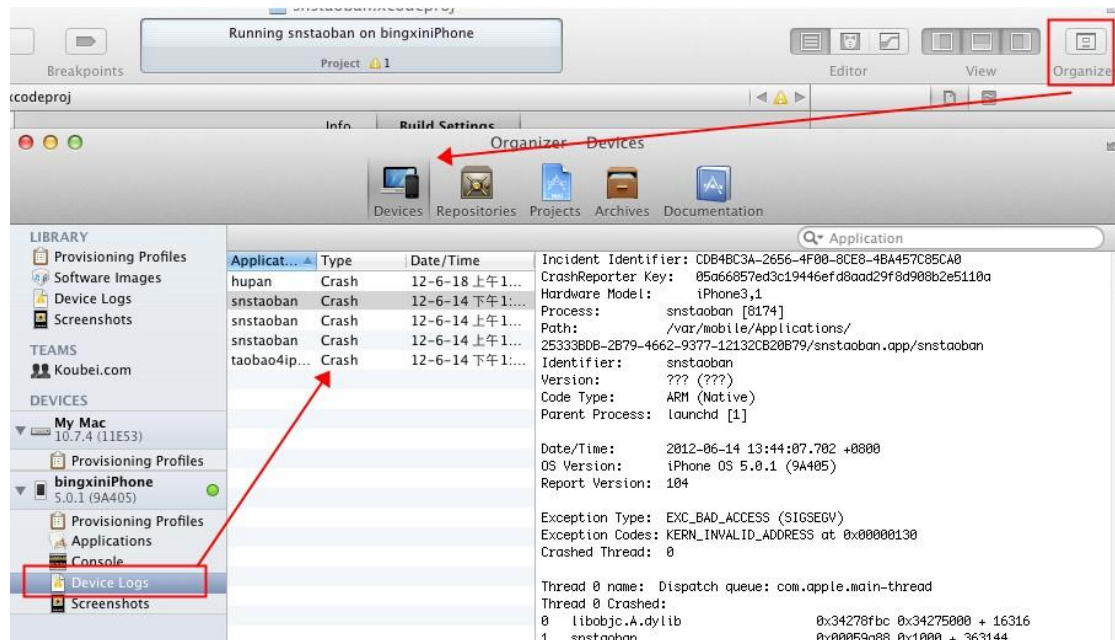 snstaoban.xcodeproj
Running snstaoban on bingxiniPhone
Project 1
Breakpoints
Editor
View
Organize
xcodeproj
Info
Build Settings
Organizer - Devices
Devices
Repositories
Projects
Archives
Documentation
LIBRARY
Provisioning Profiles
Software Images
Device Logs
Screenshots
TEAMS
Koubei.com
DEVICES
My Mac
10.7.4 (11E53)
Provisioning Profiles
bingxiniPhone
5.0.1 (9A405)
Provisioning Profiles
Applications
Console
Device Logs
Screenshots
Application
Applicat... Type Date/Time
hupan Crash 12-6-18 上午1...
snstaoban Crash 12-6-14 下午1:...
snstaoban Crash 12-6-14 上午1...
snstaoban Crash 12-6-14 上午1...
taobao4ip... Crash 12-6-14 下午1:...
Incident Identifier: CDB4BC3A-2656-4F00-8CE8-4BA457C85CA0
CrashReporter Key: 05a66857ed3c19446efd8aad29f8d908b2e5110a
Hardware Model: iPhone3,1
Process: snstaoban [8174]
Path: /var/mobile/Applications/
25333BDB-2B79-4662-9377-12132CB20B79/snstaoban.app/snstaoban
Identifier: snstaoban
Version: ??? (???)
Code Type: ARM (Native)
Parent Process: launchd [1]
Date/Time: 2012-06-14 13:44:07.702 +0800
OS Version: iPhone OS 5.0.1 (9A405)
Report Version: 104
Exception Type: EXC_BAD_ACCESS (SIGSEGV)
Exception Codes: KERN_INVALID_ADDRESS at 0x00000130
Crashed Thread: 0
Thread 0 name: Dispatch queue: com.apple.main-thread
Thread 0 Crashed:
0 libobjc.A.dylib 0x34278fbc 0x34275000 + 16316
1 snstaoban 0x00059a88 0x1000 + 363144